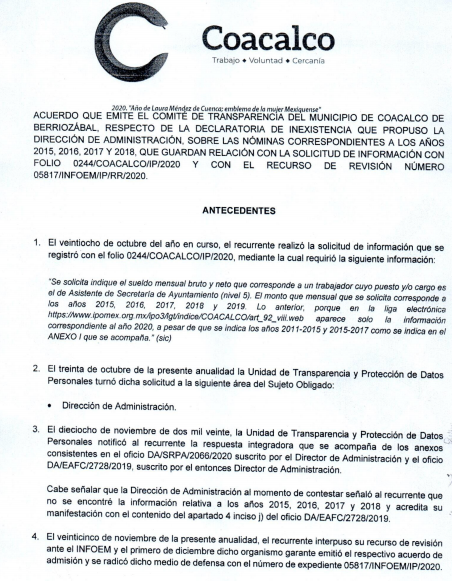 Coacalco
Trabajo • Voluntad • Cercanía
2020. "Año de Laura Méndez de Cuenca; emblema de la mujer Mexiquense"
ACUERDO QUE EMITE EL COMITÉ DE TRANSPARENCIA DEL MUNICIPIO DE COACALCO DE
BERRIOZÁBAL, RESPECTO DE LA DECLARATORIA DE INEXISTENCIA QUE PROPUSO LA
DIRECCIÓN DE ADMINISTRACIÓN, SOBRE LAS NÓMINAS CORRESPONDIENTES A LOS AÑOS
2015, 2016, 2017 Y 2018, QUE GUARDAN RELACIÓN CON LA SOLICITUD DE INFORMACIÓN CON
FOLIO 0244/COACALCO/IP/2020 Y CON EL RECURSO DE REVISIÓN NÚMERO
05817/INFOEM/IP/RR/2020.
ANTECEDENTES
1. El veintiocho de octubre del año en curso, el recurrente realizó la solicitud de información que se
registró con el folio 0244/COACALCO/IP/2020, mediante la cual requirió la siguiente información:
"Se solicita indique el sueldo mensual bruto y neto que corresponde a un trabajador cuyo puesto y/o cargo es
el de Asistente de Secretaria de Ayuntamiento (nivel 5). El monto que mensual que se solicita corresponde a
los años 2015, 2016, 2017, 2018 y 2019. Lo anterior, porque en la liga electrónica
https://www.ipomex.org.mx/ipo3/lgt/indice/COACALCO/art_92_viii.web aparece solo la información
correspondiente al año 2020, a pesar de que se indica los años 2011-2015 y 2015-2017 como se indica en el
ANEXO I que se acompaña." (sic)
2. El treinta de octubre de la presente anualidad la Unidad de Transparencia y Protección de Datos
Personales turnó dicha solicitud a la siguiente área del Sujeto Obligado:
• Dirección de Administración.
3. El dieciocho de noviembre de dos mil veinte, la Unidad de Transparencia y Protección de Datos
Personales notificó al recurrente la respuesta integradora que se acompaña de los anexos
consistentes en el oficio DA/SRPA/2066/2020 suscrito por el Director de Administración y el oficio
DA/EAFC/2728/2019, suscrito por el entonces Director de Administración.
Cabe señalar que la Dirección de Administración al momento de contestar señaló al recurrente que
no se encontré la información relativa a los años 2015, 2016, 2017 y 2018 y acredita su
manifestación con el contenido del apartado 4 inciso j) del oficio DA/EAFC/2728/2019.
4. El veinticinco de noviembre de la presente anualidad, el recurrente interpuso su recurso de revisión
ante el INFOEM y el primero de diciembre dicho organismo garante emitió el respectivo acuerdo de
admisión y se radicó dicho medio de defensa con el número de expediente 05817/INFOEM/IP/RR/2020.